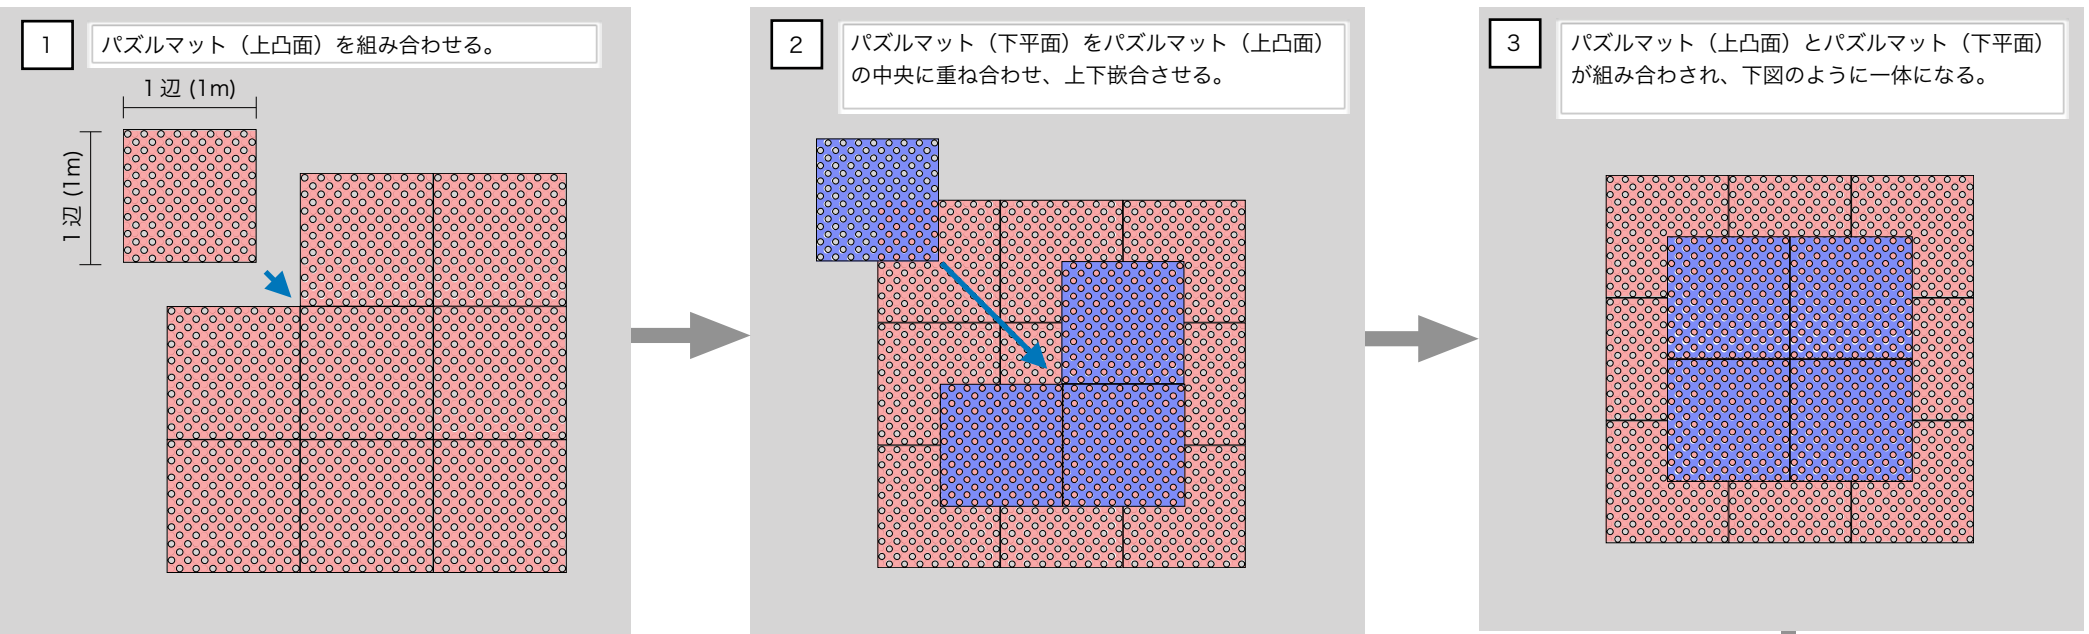 1
パズルマット（上凸面）を組み合わせる。
1辺 (1m)
1辺 (1m)
2
パズルマット（下平面）をパズルマット（上凸面）
の中央に重ね合わせ、上下嵌合させる。
3
パズルマット（上凸面）とパズルマット（下平面）
が組み合わされ、下図のように一体になる。